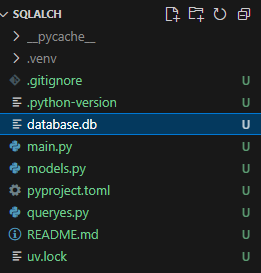 SQLALCH
__pycache__
.venv
.gitignore U
.python-version U
database.db U
main.py U
models.py U
pyproject.toml U
queryes.py U
README.md U
uv.lock U